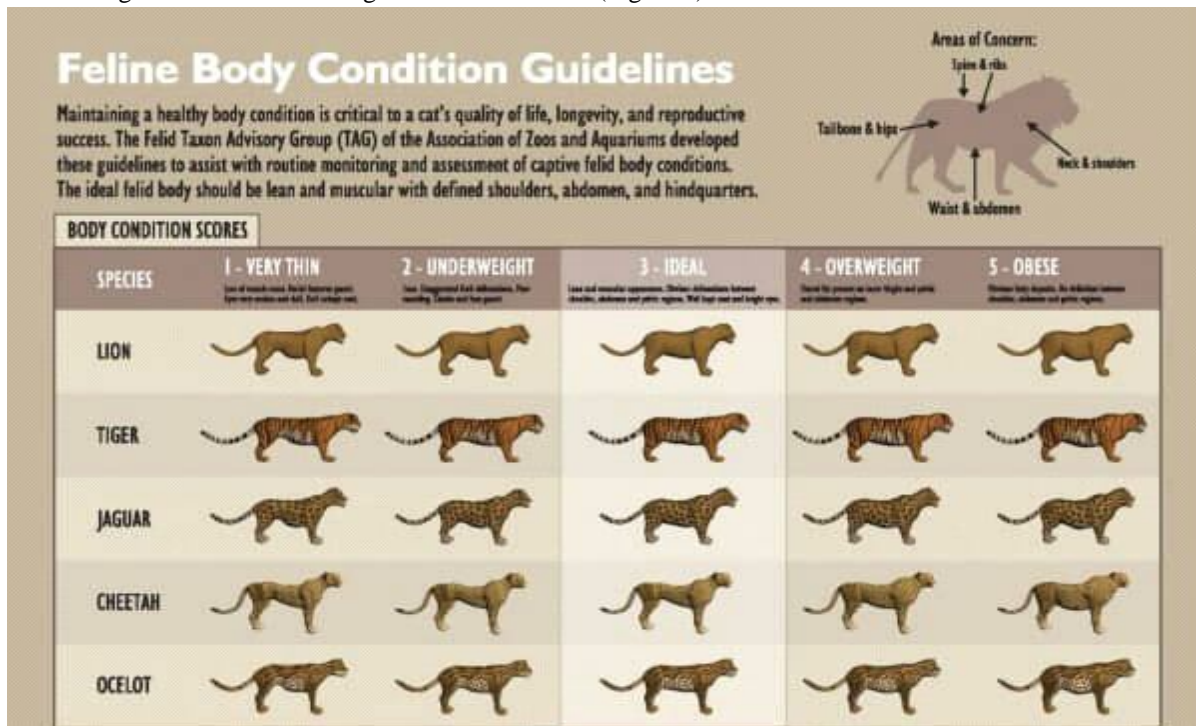 Feline Body Condition Guidelines
Maintaining a healthy body condition is critical to a cat's quality of life, longevity, and reproductive
success. The Felid Taxon Advisory Group (TAG) of the Association of Zoos and Aquariums developed
these guidelines to assist with routine monitoring and assessment of captive felid body conditions.
The ideal felid body should be lean and muscular with defined shoulders, abdomen, and hindquarters.
Areas of Concern:
Spine & ribs
Tailbone & hips
Neck & shoulders
Waist & abdomen
BODY CONDITION SCORES
SPECIES
1 - VERY THIN
2 - UNDERWEIGHT
3 - IDEAL
4 - OVERWEIGHT
5 - OBESE
LION
TIGER
JAGUAR
CHEETAH
OCELOT